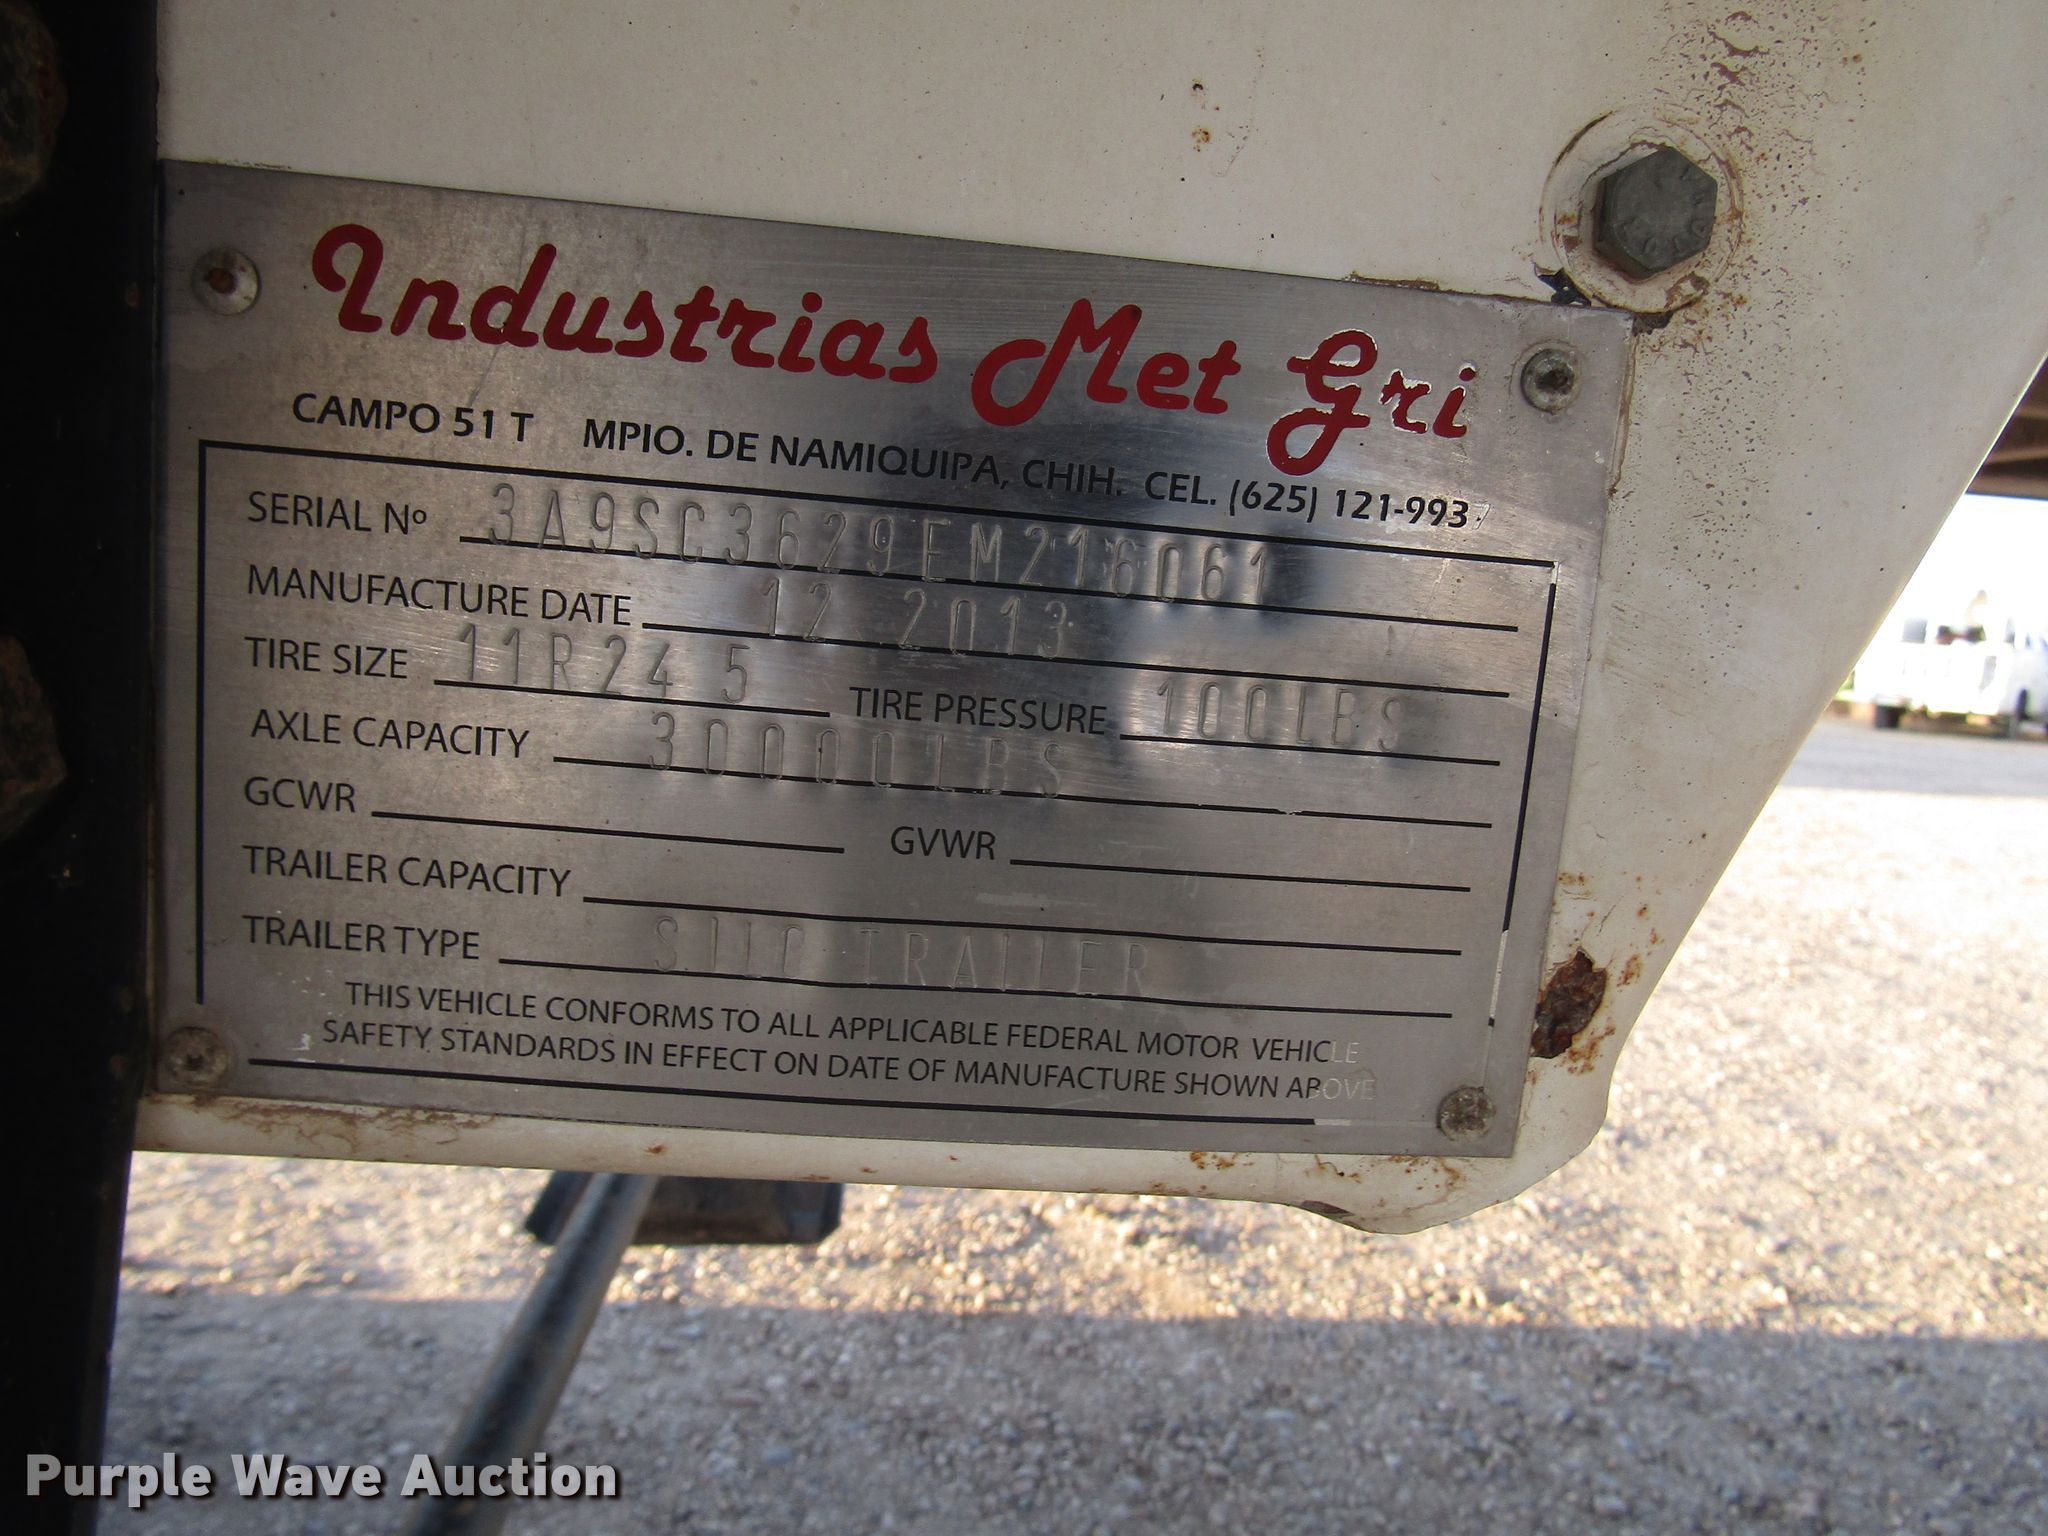 Industrias Met Gri
CAMPO 51 T MPIO. DE NAMIQUIPA, CHIH. CEL. (625) 121-9937
SERIAL Nº 3A9SC3629EM216061
MANUFACTURE DATE 12 2013
TIRE SIZE 11R24 5 TIRE PRESSURE 100LBS
AXLE CAPACITY 30000LBS
GCWR GVWR
TRAILER CAPACITY
TRAILER TYPE SILO TRAILER
THIS VEHICLE CONFORMS TO ALL APPLICABLE FEDERAL MOTOR VEHICLE
SAFETY STANDARDS IN EFFECT ON DATE OF MANUFACTURE SHOWN ABOVE
Purple Wave Auction